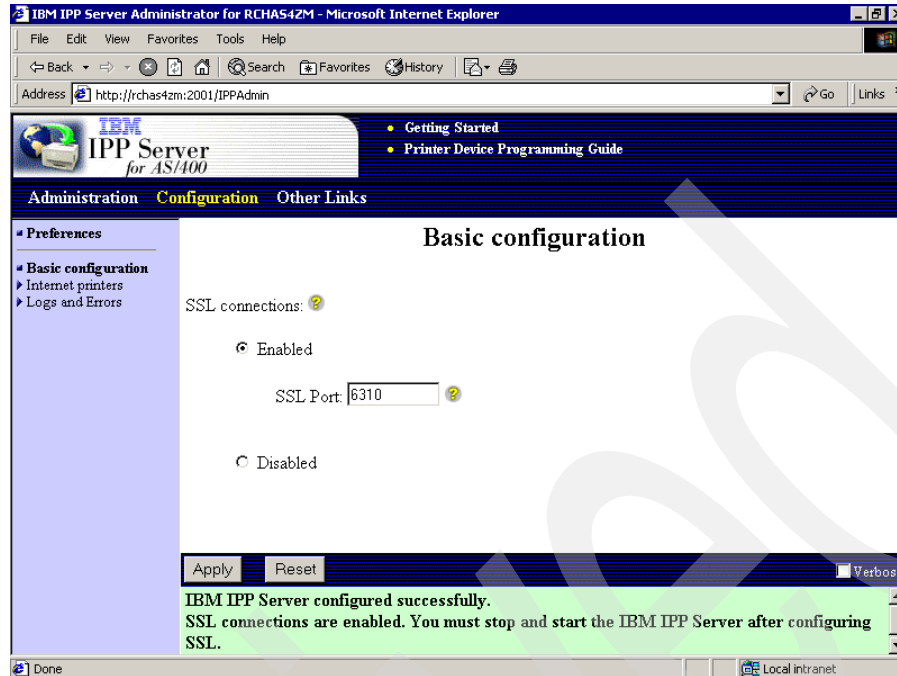 IBM IPP Server Administrator for RCHAS4ZM - Microsoft Internet Explorer
File Edit View Favorites Tools Help
Back Search Favorites History
Address http://rchas4zm:2001/IPPAdmin Go Links
IBM
IPP Server
for AS/400
Getting Started
Printer Device Programming Guide
Administration Configuration Other Links
Preferences
Basic configuration
Internet printers
Logs and Errors
Basic configuration
SSL connections:
Enabled
SSL Port: 6310
Disabled
Apply Reset Verbos
IBM IPP Server configured successfully.
SSL connections are enabled. You must stop and start the IBM IPP Server after configuring
SSL.
Done Local intranet